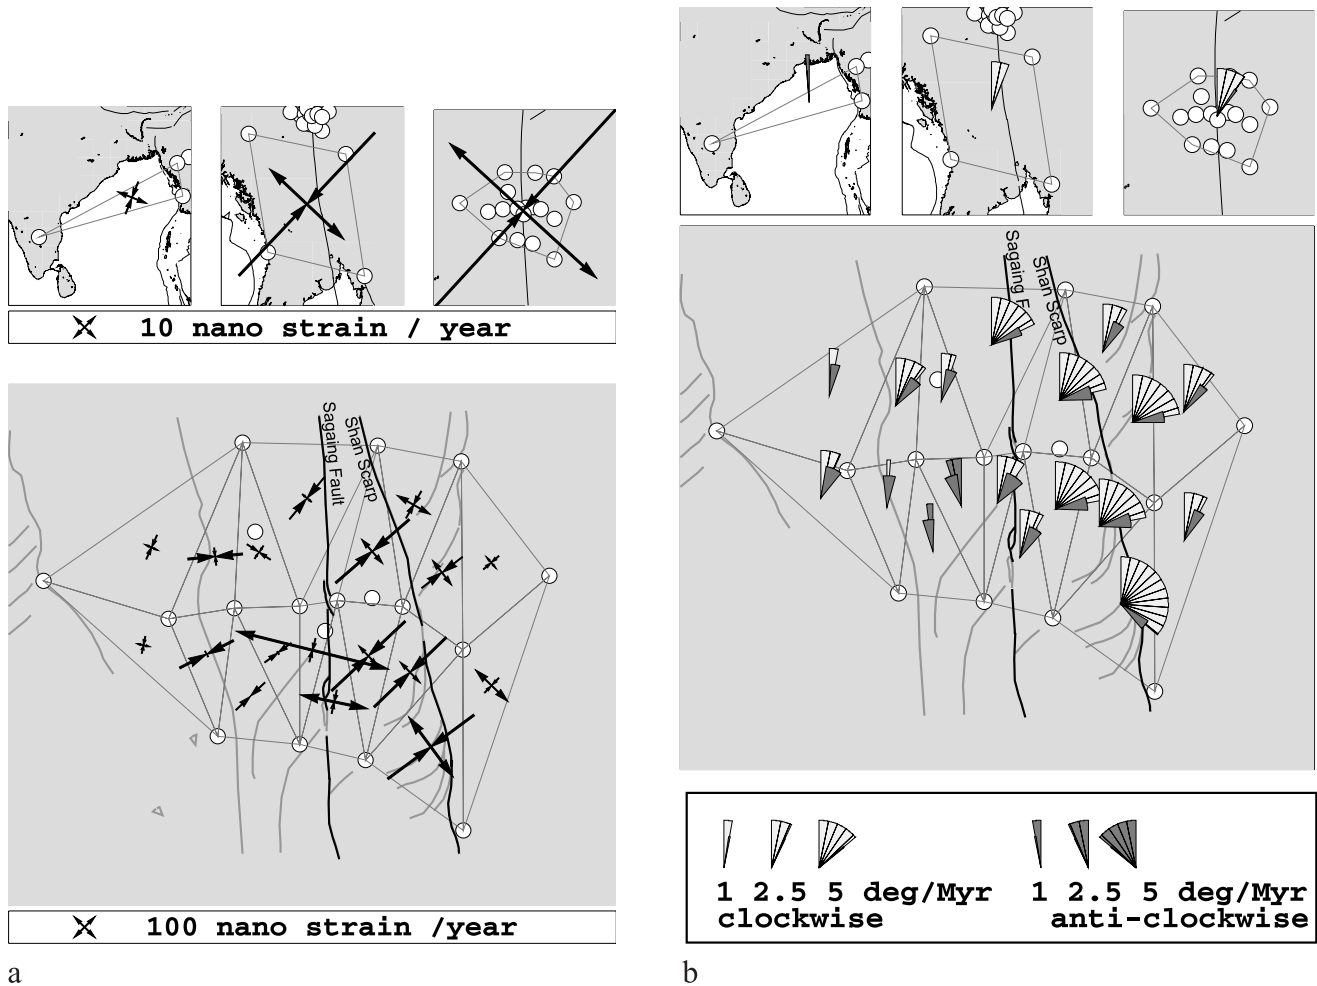 10 nano strain / year
Sagaing Fault
Shan Scarp
100 nano strain /year
a
Sagaing F
Shan Scarp
1 2.5 5 deg/Myr
clockwise
1 2.5 5 deg/Myr
anti-clockwise
b